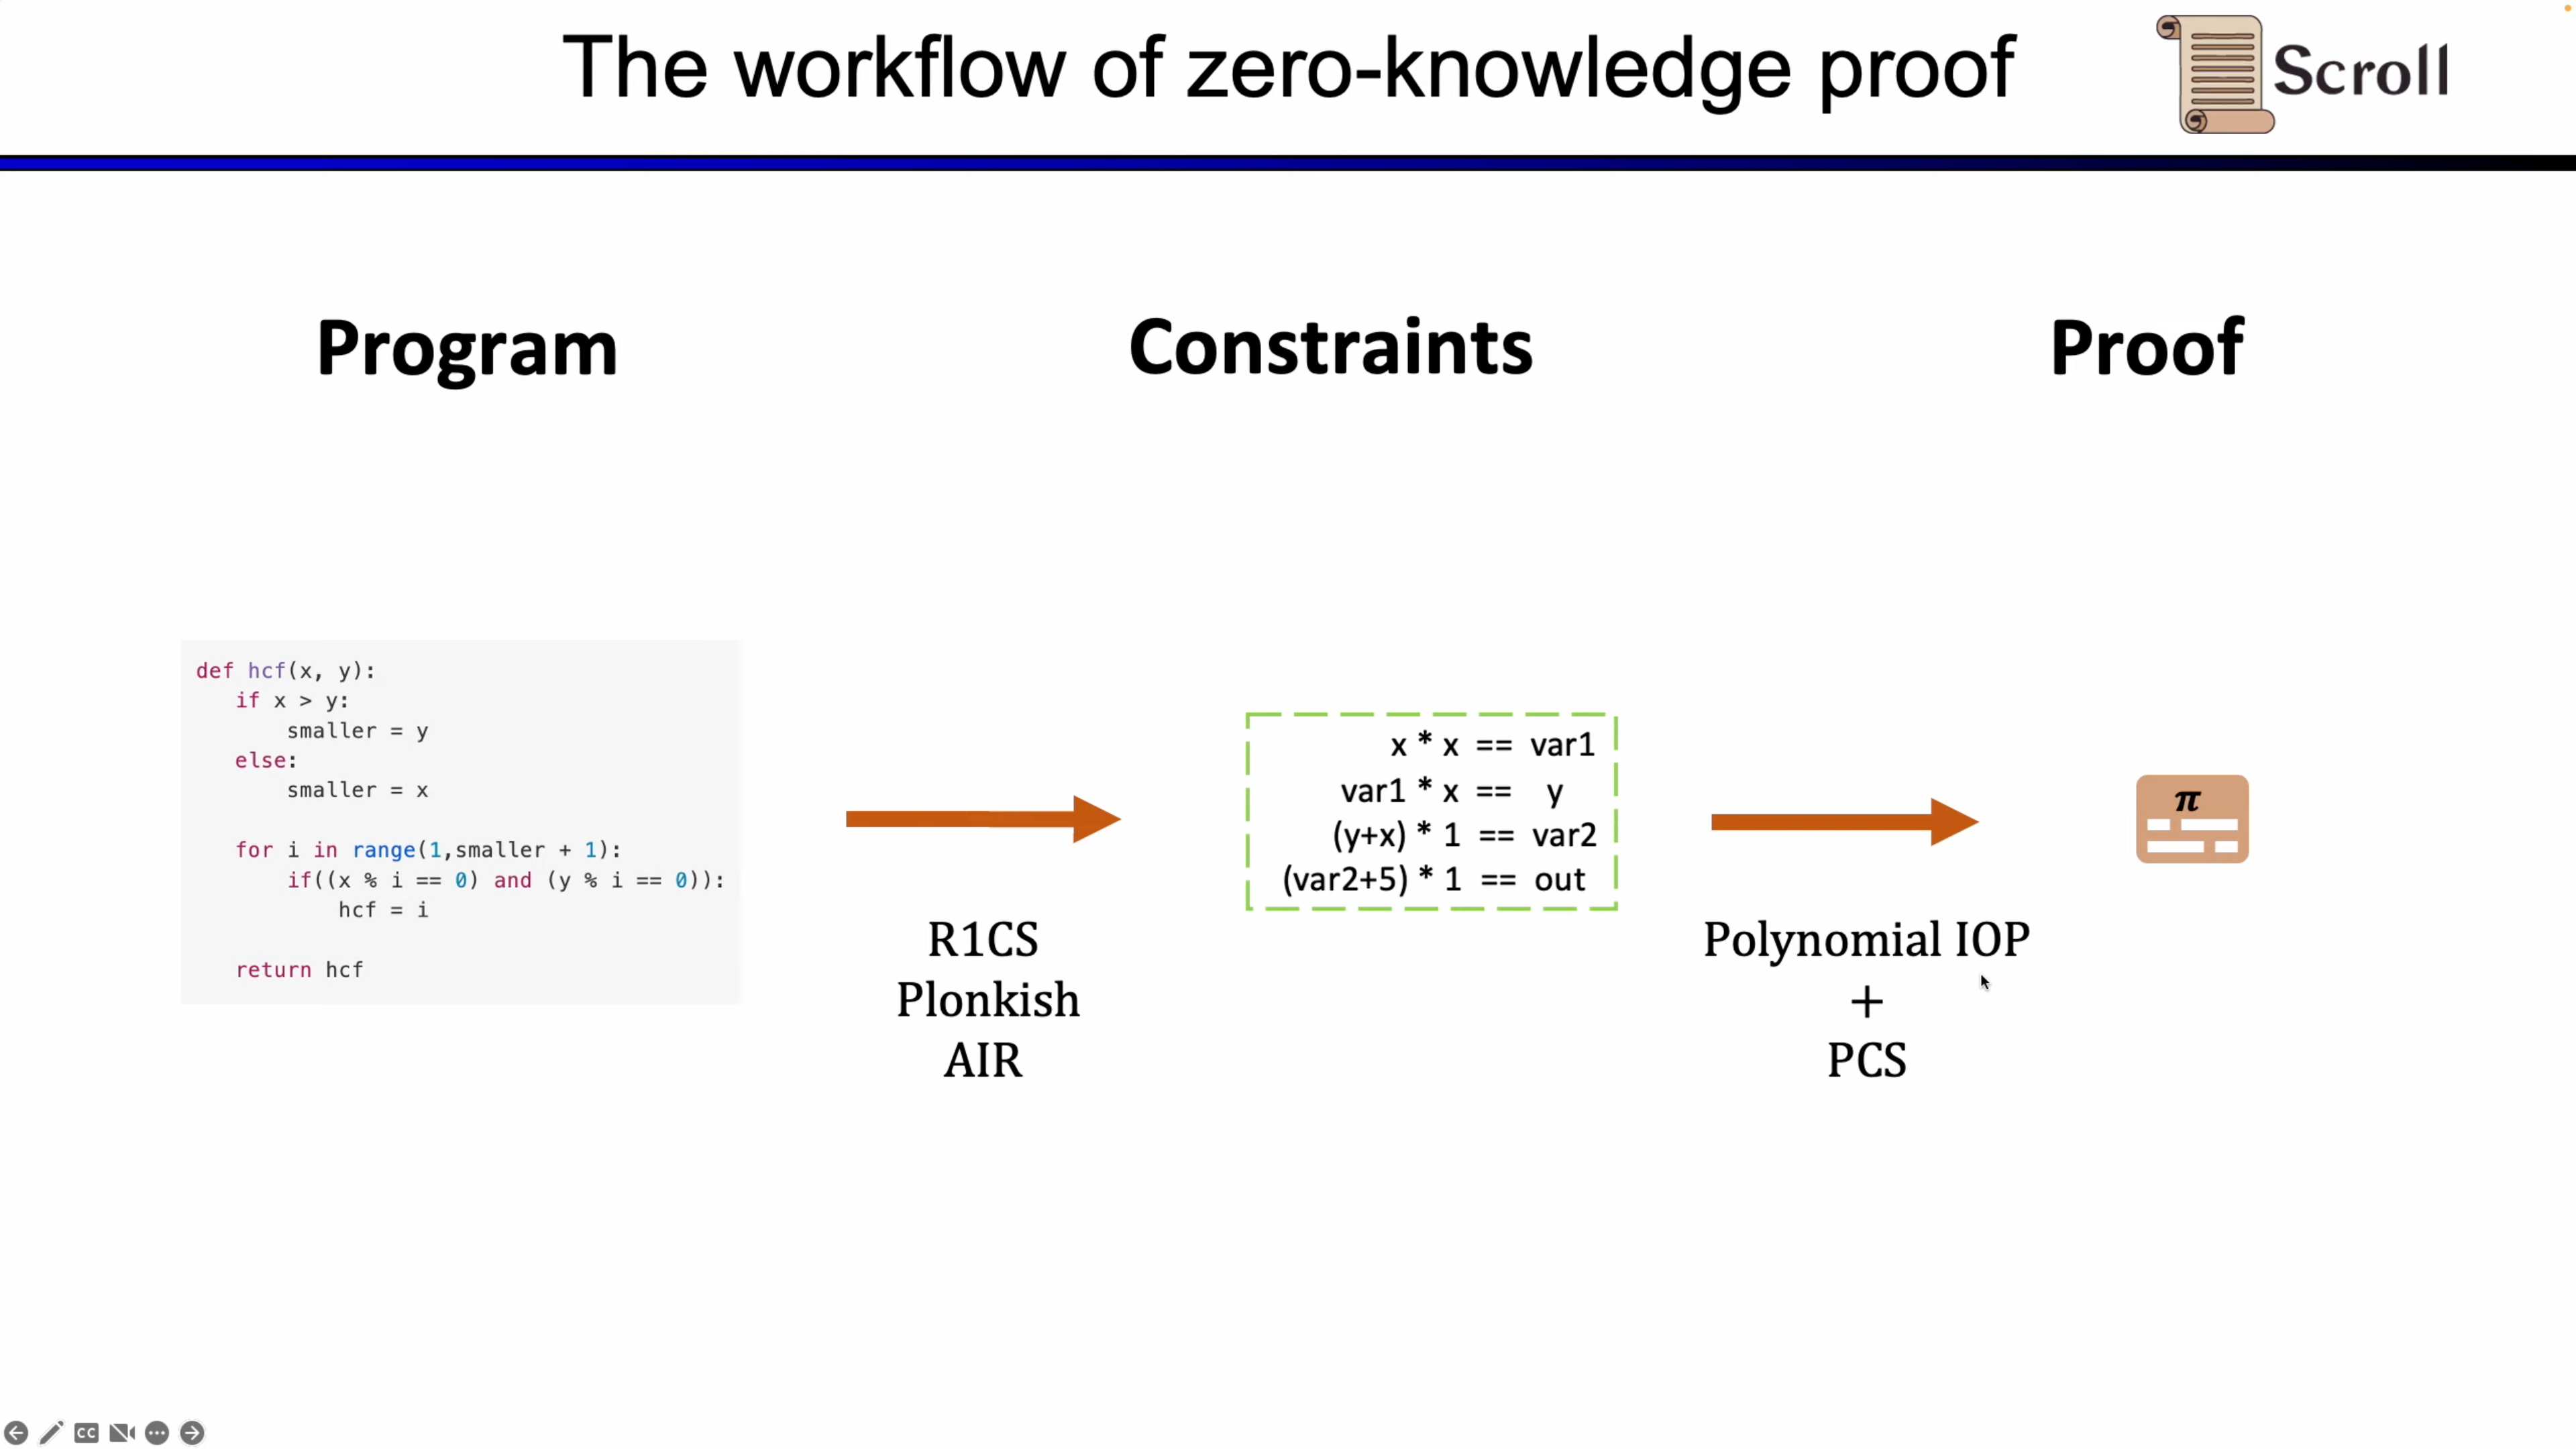 The workflow of zero-knowledge proof
Scroll
Program
Constraints
Proof
def hcf(x, y):
if x > y:
smaller = y
else:
smaller = x
for i in range(1,smaller + 1):
if((x % i == 0) and (y % i == 0)):
hcf = i
return hcf
R1CS
Plonkish
AIR
x * x == var1
var1 * x == y
(y+x) * 1 == var2
(var2+5) * 1 == out
Polynomial IOP
+
PCS
π
CC